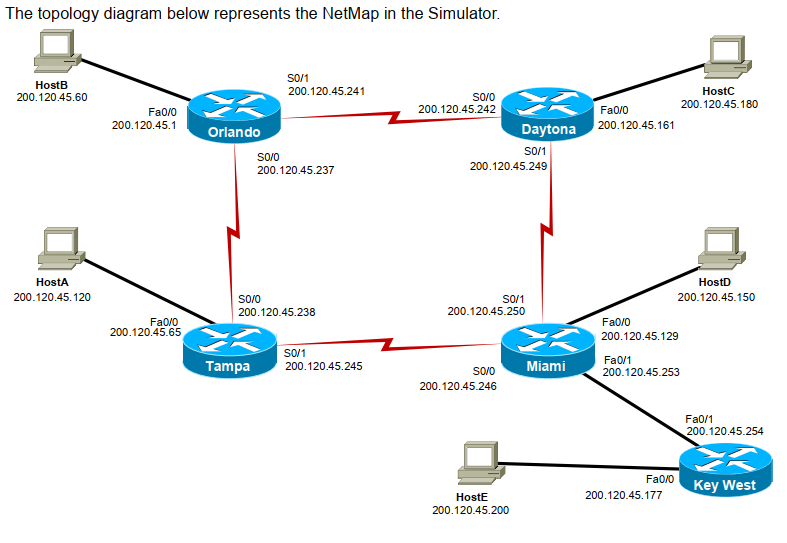 The topology diagram below represents the NetMap in the Simulator.
HostB
200.120.45.60
Fa0/0
200.120.45.1
Orlando
S0/1
200.120.45.241
S0/0
200.120.45.237
S0/0
200.120.45.242
Daytona
Fa0/0
200.120.45.161
S0/1
200.120.45.249
HostC
200.120.45.180
HostA
200.120.45.120
Fa0/0
200.120.45.65
S0/0
200.120.45.238
Tampa
S0/1
200.120.45.245
S0/1
200.120.45.250
S0/0
200.120.45.246
Miami
Fa0/0
200.120.45.129
Fa0/1
200.120.45.253
HostD
200.120.45.150
Fa0/1
200.120.45.254
Key West
Fa0/0
200.120.45.177
HostE
200.120.45.200